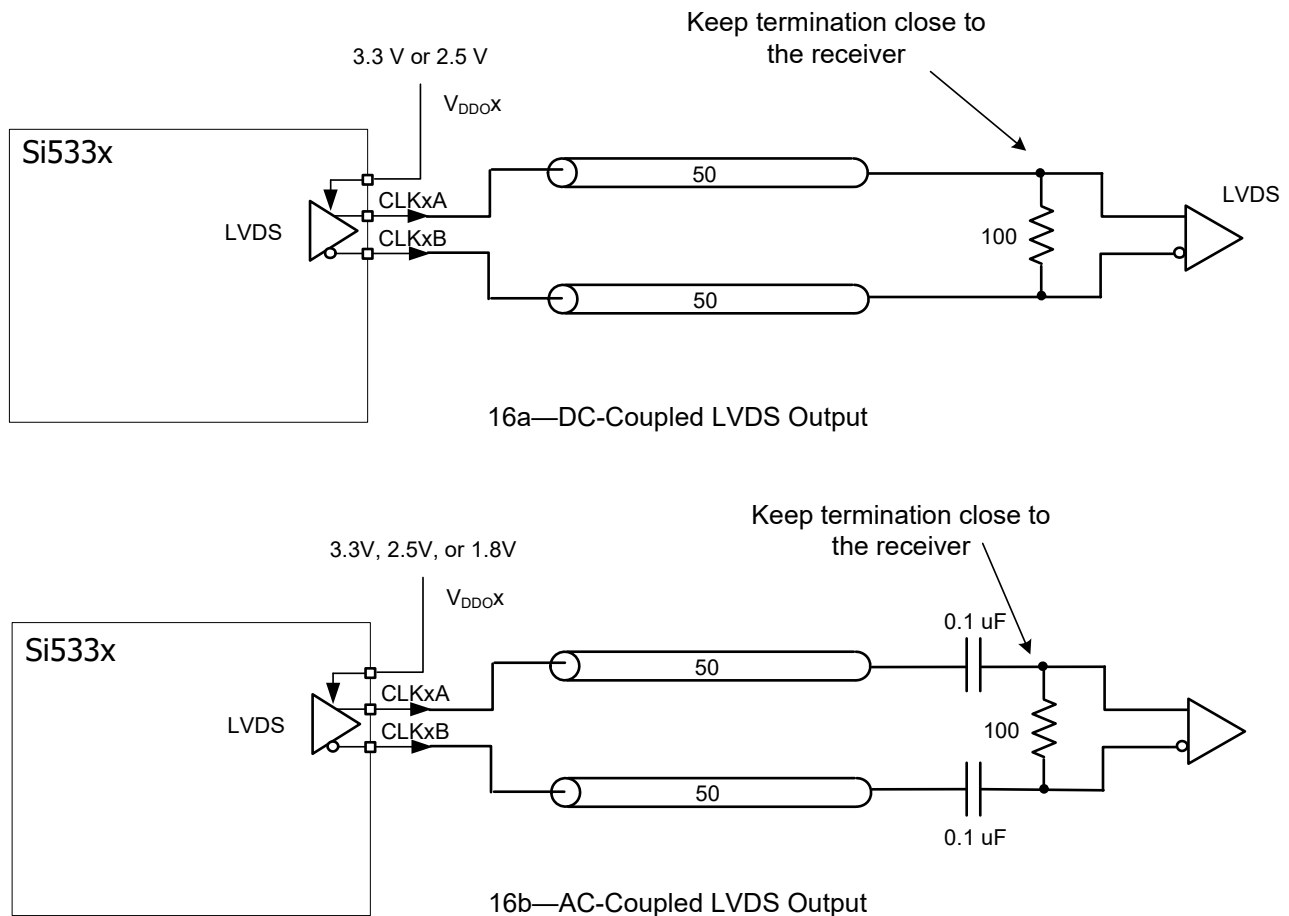 Keep termination close to
the receiver
3.3 V or 2.5 V
VDDOx
Si533x
LVDS
CLKxA
CLKxB
50
50
100
LVDS
16a—DC-Coupled LVDS Output
Keep termination close to
the receiver
3.3V, 2.5V, or 1.8V
VDDOx
Si533x
LVDS
CLKxA
CLKxB
50
50
0.1 uF
100
0.1 uF
16b—AC-Coupled LVDS Output